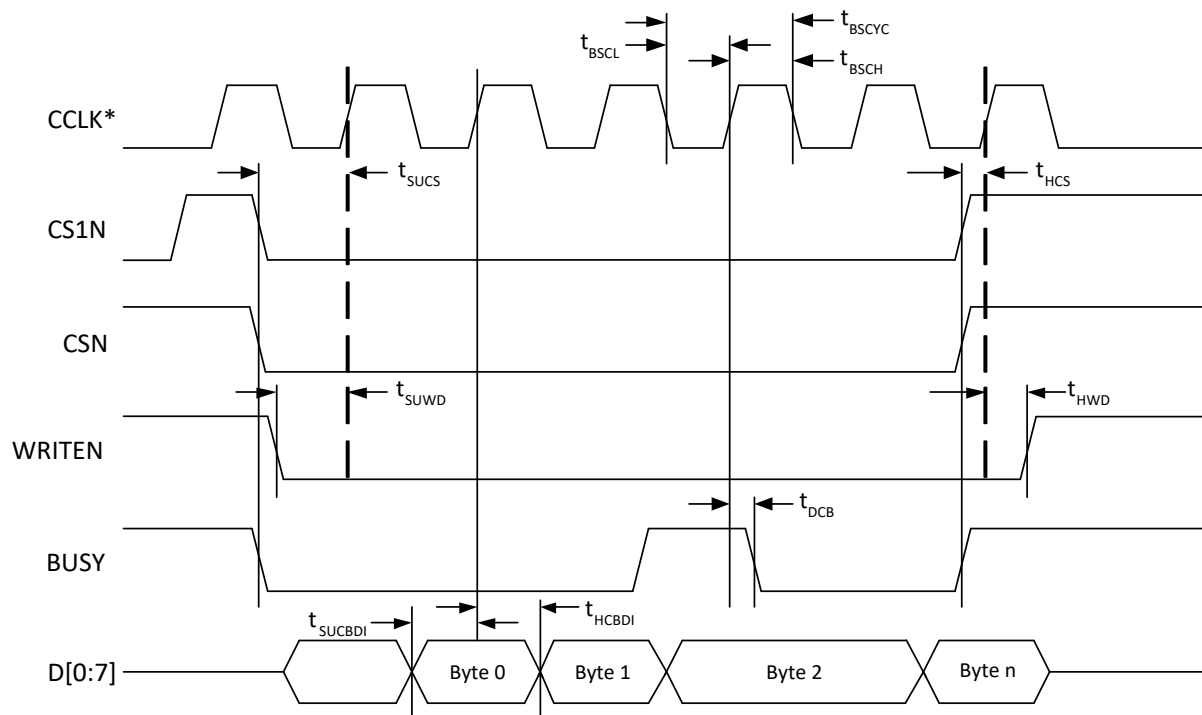 t_BSCYC
t_BSCL
t_BSCH
CCLK*
t_SUCS
t_HCS
CS1N
CSN
t_SUWD
t_HWD
WRITEN
t_DCB
BUSY
t_SUCBDI
t_HCBDI
D[0:7]
Byte 0
Byte 1
Byte 2
Byte n